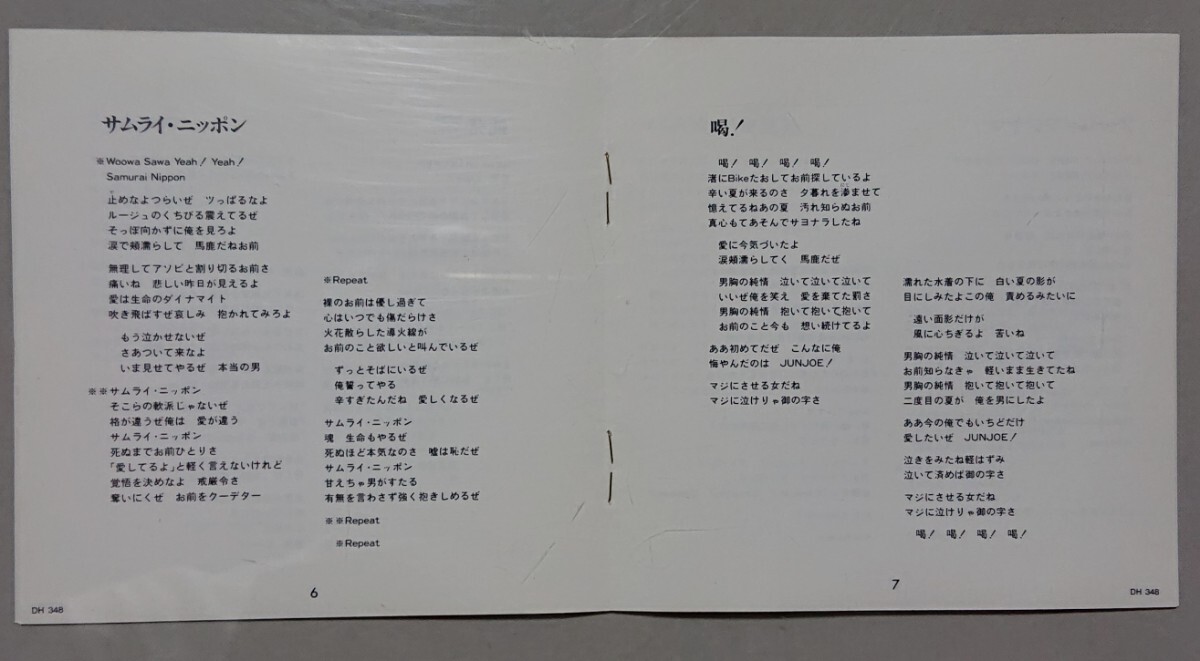 サムライ・ニッポン
※Woowa Sawa Yeah! Yeah!
Samurai Nippon
止めなよつらいぜ　ツッぱるなよ
ルージュのくちびる震えてるぜ
そっぽ向かずに俺を見ろよ
涙で頬濡らして　馬鹿だねお前
無理してアソビと割り切るお前さ
痛いね　悲しい昨日が見えるよ
愛は生命のダイナマイト
吹き飛ばすぜ哀しみ　抱かれてみろよ
もう泣かせないぜ
さあついて来なよ
いま見せてやるぜ　本当の男
※※サムライ・ニッポン
そこらの軟派じゃないぜ
格が違うぜ俺は　愛が違う
サムライ・ニッポン
死ぬまでお前ひとりさ
「愛してるよ」と軽く言えないけれど
覚悟を決めなよ　戒厳令さ
奪いにくぜ　お前をクーデター
※Repeat
裸のお前は優し過ぎて
心はいつでも傷だらけさ
火花散らした導火線が
お前のこと欲しいと叫んでいるぜ
ずっとそばにいるぜ
俺誓ってやる
辛すぎたんだね　愛しくなるぜ
サムライ・ニッポン
魂　生命もやるぜ
死ぬほど本気なのさ　嘘は恥だぜ
サムライ・ニッポン
甘えちゃ男がすたる
有無を言わさず強く抱きしめるぜ
※※Repeat
※Repeat
6
DH 348
喝!
喝!　喝!　喝!　喝!
渚にBikeたおしてお前探しているよ
辛い夏が来るのさ　夕暮れを滲ませて
憶えてるねあの夏　汚れ知らぬお前
真心もてあそんでサヨナラしたね
愛に今気づいたよ
涙頬濡らしてく　馬鹿だぜ
男胸の純情　泣いて泣いて泣いて
いいぜ俺を笑え　愛を棄てた罰さ
男胸の純情　抱いて抱いて抱いて
お前のこと今も　想い続けてるよ
ああ初めてだぜ　こんなに俺
悔やんだのは　JUNJOE!
マジにさせる女だね
マジに泣けりゃ御の字さ
濡れた水着の下に　白い夏の影が
目にしみたよこの俺　責めるみたいに
遠い面影だけが
風に心ちぎるよ　苦いね
男胸の純情　泣いて泣いて泣いて
お前知らなきゃ　軽いまま生きてたね
男胸の純情　抱いて抱いて抱いて
二度目の夏が　俺を男にしたよ
ああ今の俺でもいちどだけ
愛したいぜ　JUNJOE!
泣きをみたね軽はずみ
泣いて済めば御の字さ
マジにさせる女だね
マジに泣けりゃ御の字さ
喝!　喝!　喝!　喝!
7
DH 348